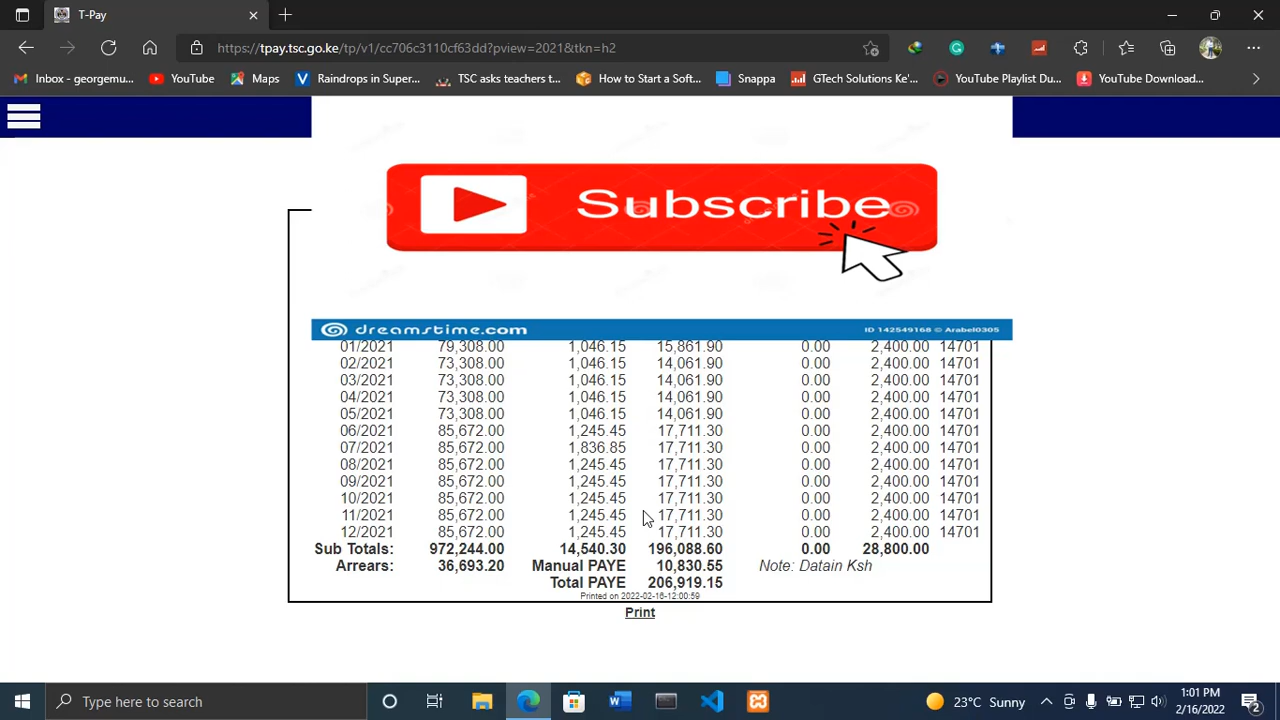 T-Pay
https://tpay.tsc.go.ke/tp/v1/cc706c3110cf63dd?pview=2021&tkn=h2
Inbox - georgemu... YouTube Maps Raindrops in Super... TSC asks teachers t... How to Start a Soft... Snappa GTech Solutions Ke'... YouTube Playlist Du... YouTube Download...
Subscribe
dreamstime.com ID 142549168 © Arabel0305
01/2021 79,308.00 1,046.15 15,861.90 0.00 2,400.00 14701
02/2021 73,308.00 1,046.15 14,061.90 0.00 2,400.00 14701
03/2021 73,308.00 1,046.15 14,061.90 0.00 2,400.00 14701
04/2021 73,308.00 1,046.15 14,061.90 0.00 2,400.00 14701
05/2021 73,308.00 1,046.15 14,061.90 0.00 2,400.00 14701
06/2021 85,672.00 1,245.45 17,711.30 0.00 2,400.00 14701
07/2021 85,672.00 1,836.85 17,711.30 0.00 2,400.00 14701
08/2021 85,672.00 1,245.45 17,711.30 0.00 2,400.00 14701
09/2021 85,672.00 1,245.45 17,711.30 0.00 2,400.00 14701
10/2021 85,672.00 1,245.45 17,711.30 0.00 2,400.00 14701
11/2021 85,672.00 1,245.45 17,711.30 0.00 2,400.00 14701
12/2021 85,672.00 1,245.45 17,711.30 0.00 2,400.00 14701
Sub Totals: 972,244.00 14,540.30 196,088.60 0.00 28,800.00
Arrears: 36,693.20 Manual PAYE 10,830.55 Note: Datain Ksh
Total PAYE 206,919.15
Printed on 2022-02-16-12:00:59
Print
Type here to search 23°C Sunny 1:01 PM
2/16/2022 2